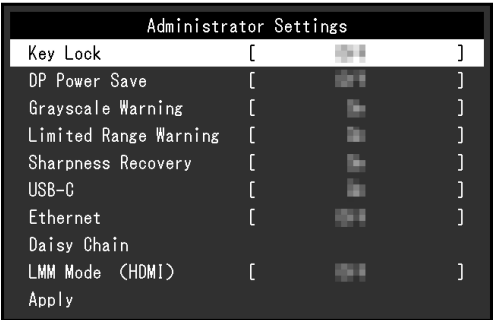 Administrator Settings
Key Lock [ ]
DP Power Save [ ]
Grayscale Warning [ ]
Limited Range Warning [ ]
Sharpness Recovery [ ]
USB-C [ ]
Ethernet [ ]
Daisy Chain
LMM Mode (HDMI) [ ]
Apply